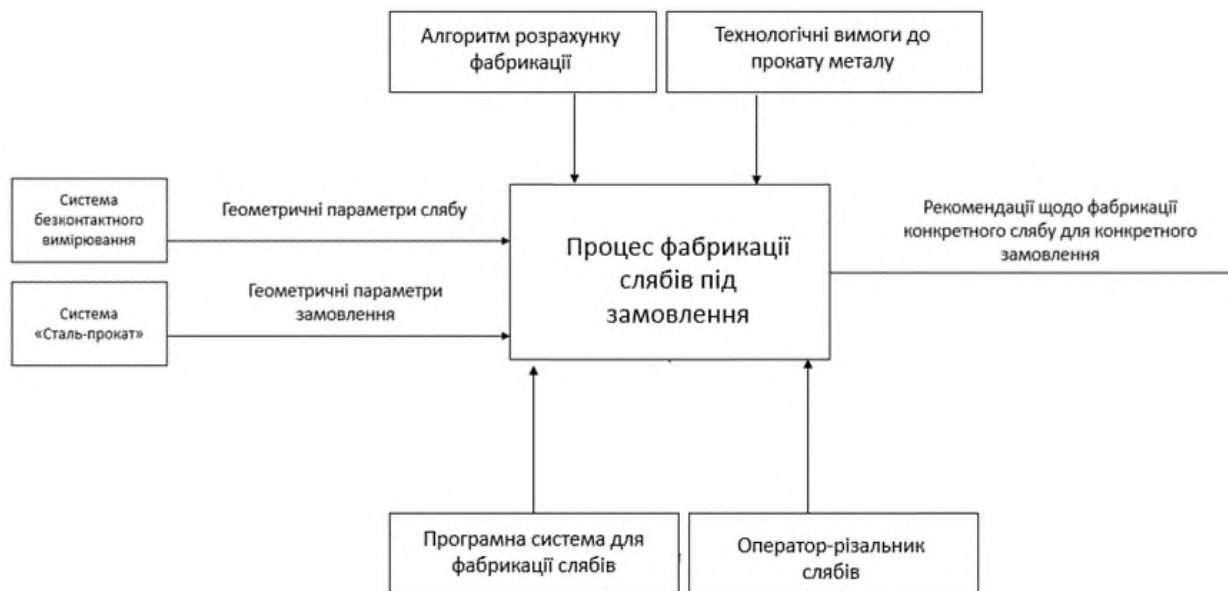 Алгоритм розрахунку
фабрикації
Технологічні вимоги до
прокату металу
Система
безконтактного
вимірювання
Геометричні параметри слябу
Процес фабрикації
слябів під
замовлення
Рекомендації щодо фабрикації
конкретного слябу для конкретного
замовлення
Система
«Сталь-прокат»
Геометричні параметри
замовлення
Програмна система для
фабрикації слябів
Оператор-різальник
слябів